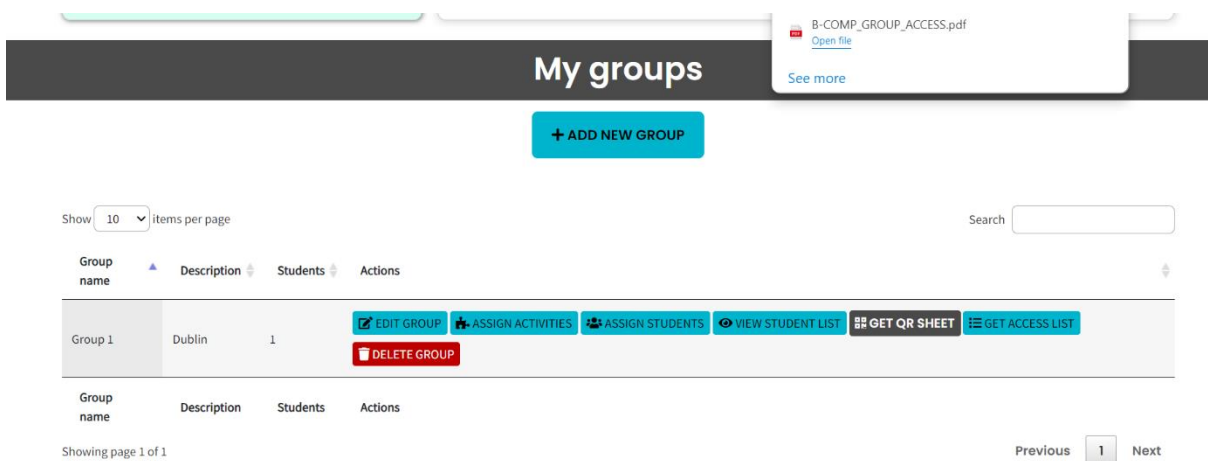 B-COMP_GROUP_ACCESS.pdf
Open file
See more
My groups
+ ADD NEW GROUP
Show 10 items per page
Search
Group name Description Students Actions
Group 1 Dublin 1 EDIT GROUP ASSIGN ACTIVITIES ASSIGN STUDENTS VIEW STUDENT LIST GET QR SHEET GET ACCESS LIST
DELETE GROUP
Group name Description Students Actions
Showing page 1 of 1
Previous 1 Next